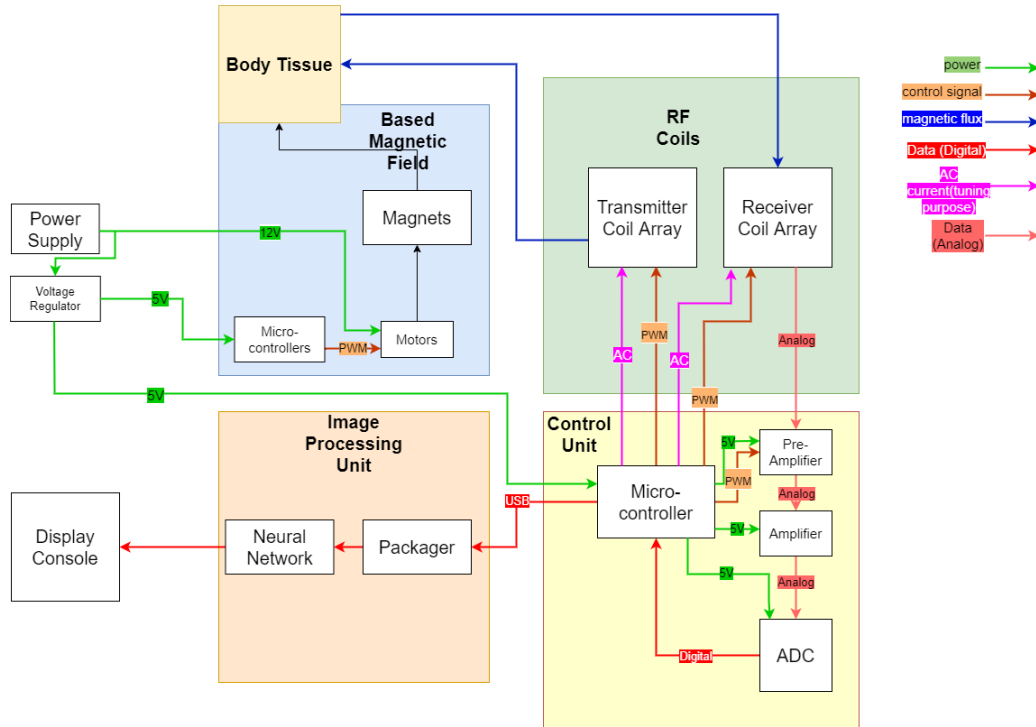 Body Tissue
Based
Magnetic
Field
RF
Coils
power
control signal
magnetic flux
Data (Digital)
AC
current(tuning
purpose)
Data
(Analog)
Power
Supply
12V
Magnets
Transmitter
Coil Array
Receiver
Coil Array
Voltage
Regulator
5V
Micro-
controllers
PWM
Motors
AC
PWM
AC
PWM
Analog
5V
Image
Processing
Unit
Control
Unit
5V
Pre-
Amplifier
PWM
Analog
Micro-
controller
USB
5V
Amplifier
Display
Console
Neural
Network
Packager
5V
Analog
ADC
Digital